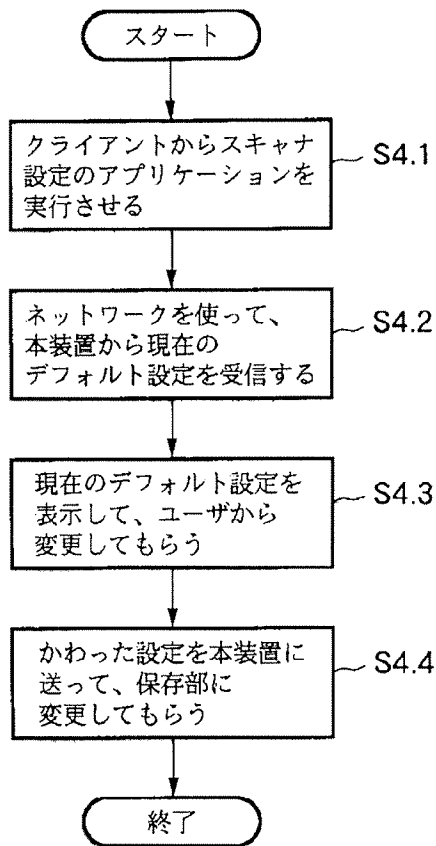 スタート
クライアントからスキャナ
設定のアプリケーションを
実行させる
S4.1
ネットワークを使って、
本装置から現在の
デフォルト設定を受信する
S4.2
現在のデフォルト設定を
表示して、ユーザから
変更してもらう
S4.3
かわった設定を本装置に
送って、保存部に
変更してもらう
S4.4
終了